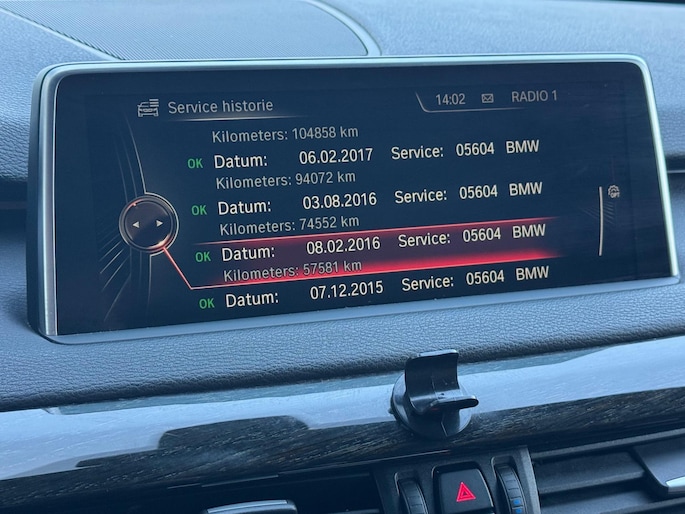 Service historie
14:02
RADIO 1
Kilometers: 104858 km
OK Datum: 06.02.2017 Service: 05604 BMW
Kilometers: 94072 km
OK Datum: 03.08.2016 Service: 05604 BMW
Kilometers: 74552 km
OK Datum: 08.02.2016 Service: 05604 BMW
Kilometers: 57581 km
OK Datum: 07.12.2015 Service: 05604 BMW